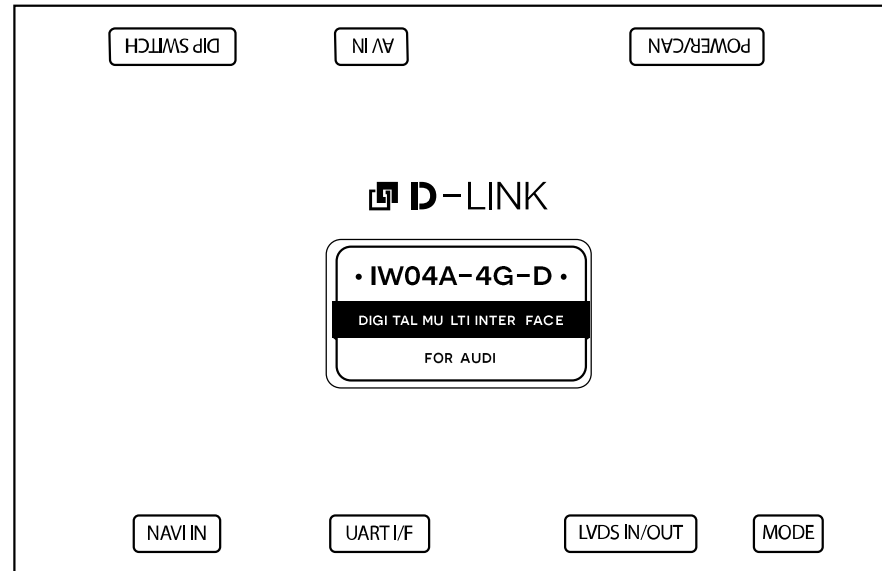 DIP SWITCH
AV IN
POWER/CAN
D-LINK
• IW04A-4G-D •
DIGI TAL MU LTI INTER FACE
FOR AUDI
NAVI IN
UART I/F
LVDS IN/OUT
MODE